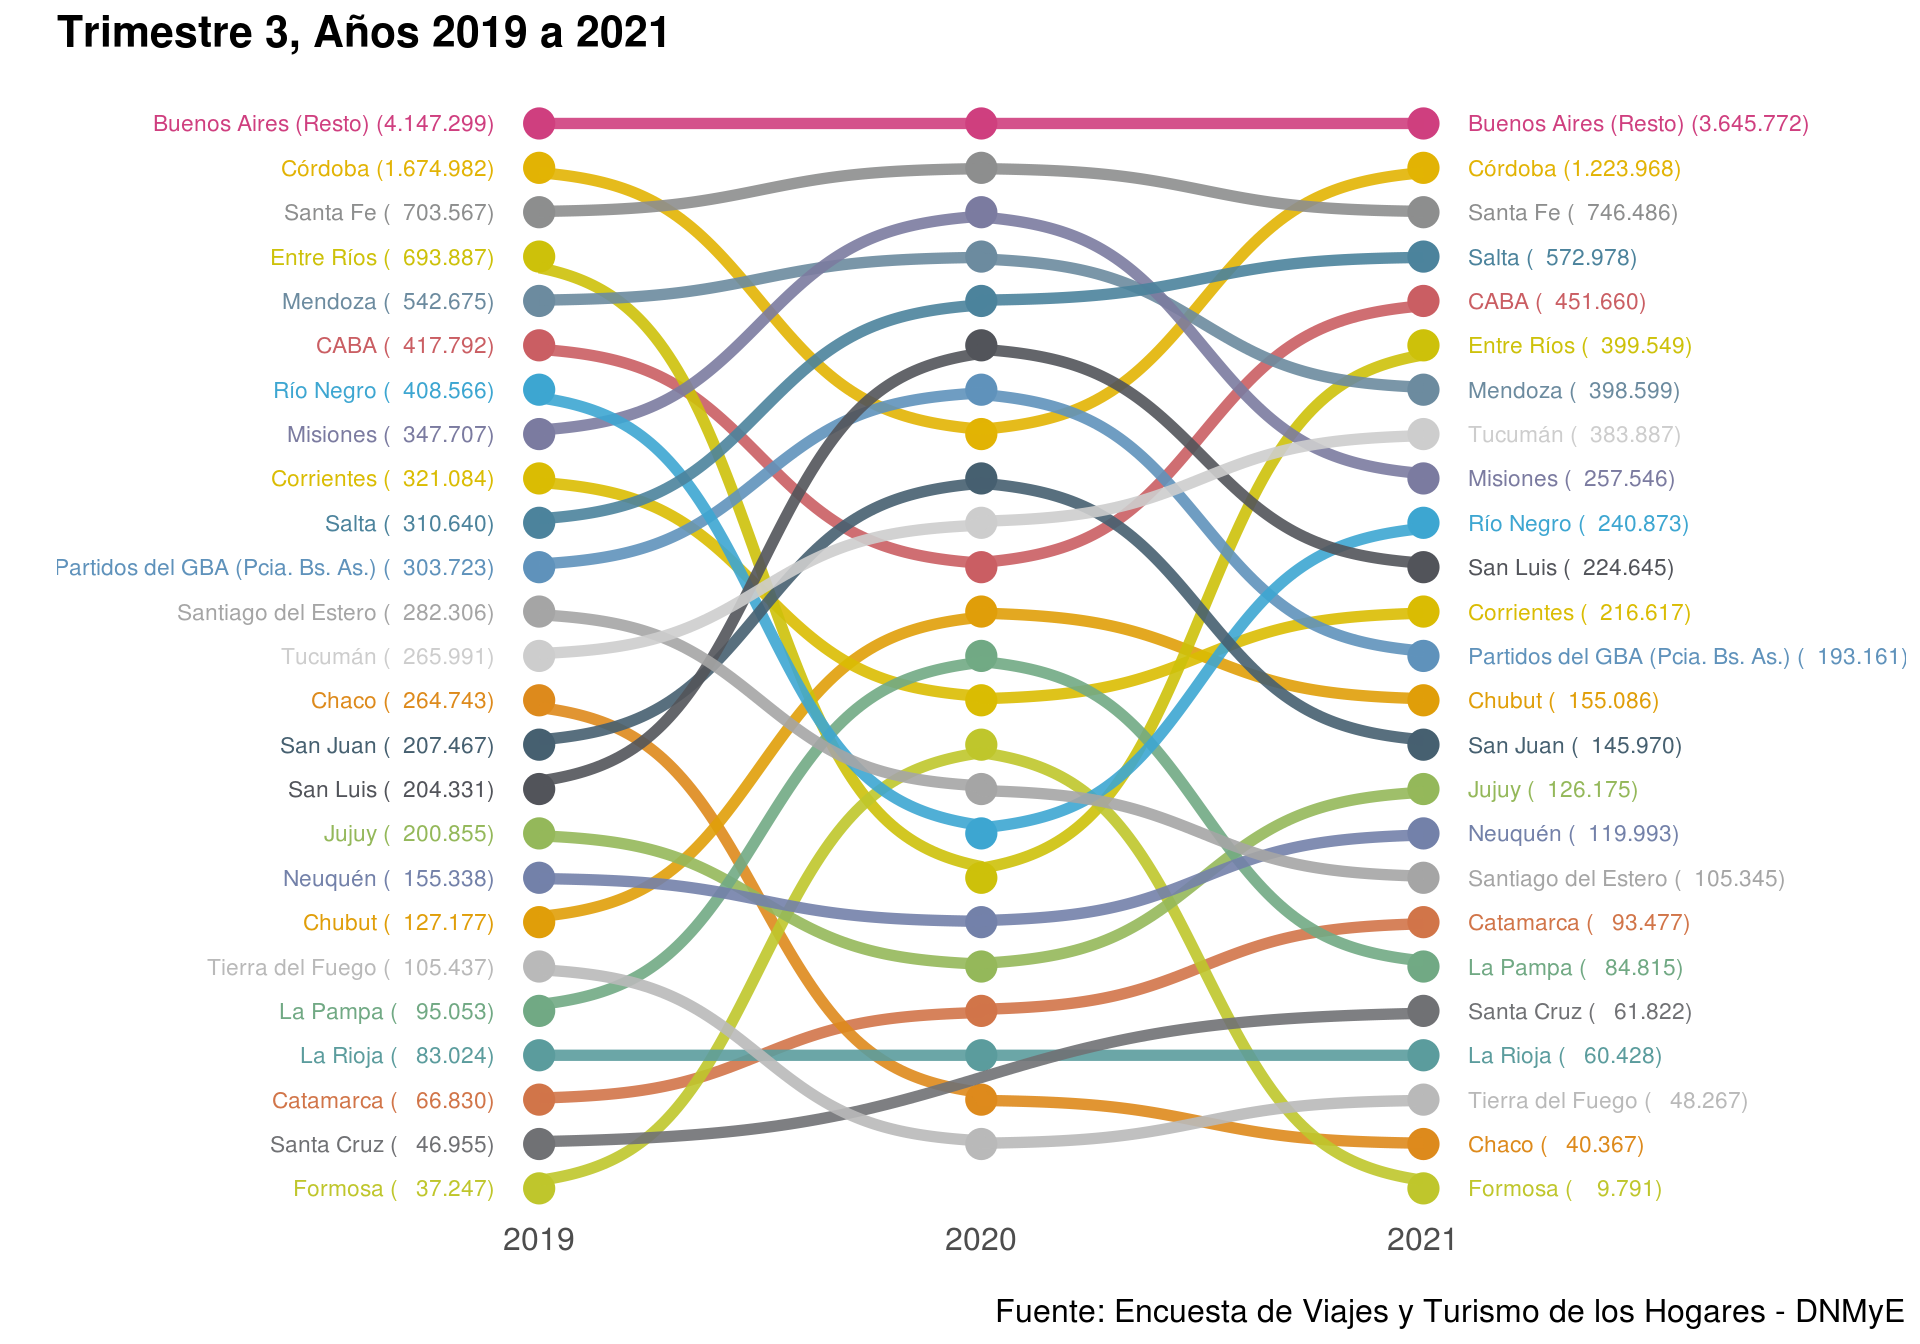 Trimestre 3, Años 2019 a 2021
Buenos Aires (Resto) (4.147.299)
Córdoba (1.674.982)
Santa Fe (  703.567)
Entre Ríos (  693.887)
Mendoza (  542.675)
CABA (  417.792)
Río Negro (  408.566)
Misiones (  347.707)
Corrientes (  321.084)
Salta (  310.640)
Partidos del GBA (Pcia. Bs. As.) (  303.723)
Santiago del Estero (  282.306)
Tucumán (  265.991)
Chaco (  264.743)
San Juan (  207.467)
San Luis (  204.331)
Jujuy (  200.855)
Neuquén (  155.338)
Chubut (  127.177)
Tierra del Fuego (  105.437)
La Pampa (   95.053)
La Rioja (   83.024)
Catamarca (   66.830)
Santa Cruz (   46.955)
Formosa (   37.247)
Buenos Aires (Resto) (3.645.772)
Córdoba (1.223.968)
Santa Fe (  746.486)
Salta (  572.978)
CABA (  451.660)
Entre Ríos (  399.549)
Mendoza (  398.599)
Tucumán (  383.887)
Misiones (  257.546)
Río Negro (  240.873)
San Luis (  224.645)
Corrientes (  216.617)
Partidos del GBA (Pcia. Bs. As.) (  193.161)
Chubut (  155.086)
San Juan (  145.970)
Jujuy (  126.175)
Neuquén (  119.993)
Santiago del Estero (  105.345)
Catamarca (   93.477)
La Pampa (   84.815)
Santa Cruz (   61.822)
La Rioja (   60.428)
Tierra del Fuego (   48.267)
Chaco (   40.367)
Formosa (    9.791)
2019 2020 2021
Fuente: Encuesta de Viajes y Turismo de los Hogares - DNMyE